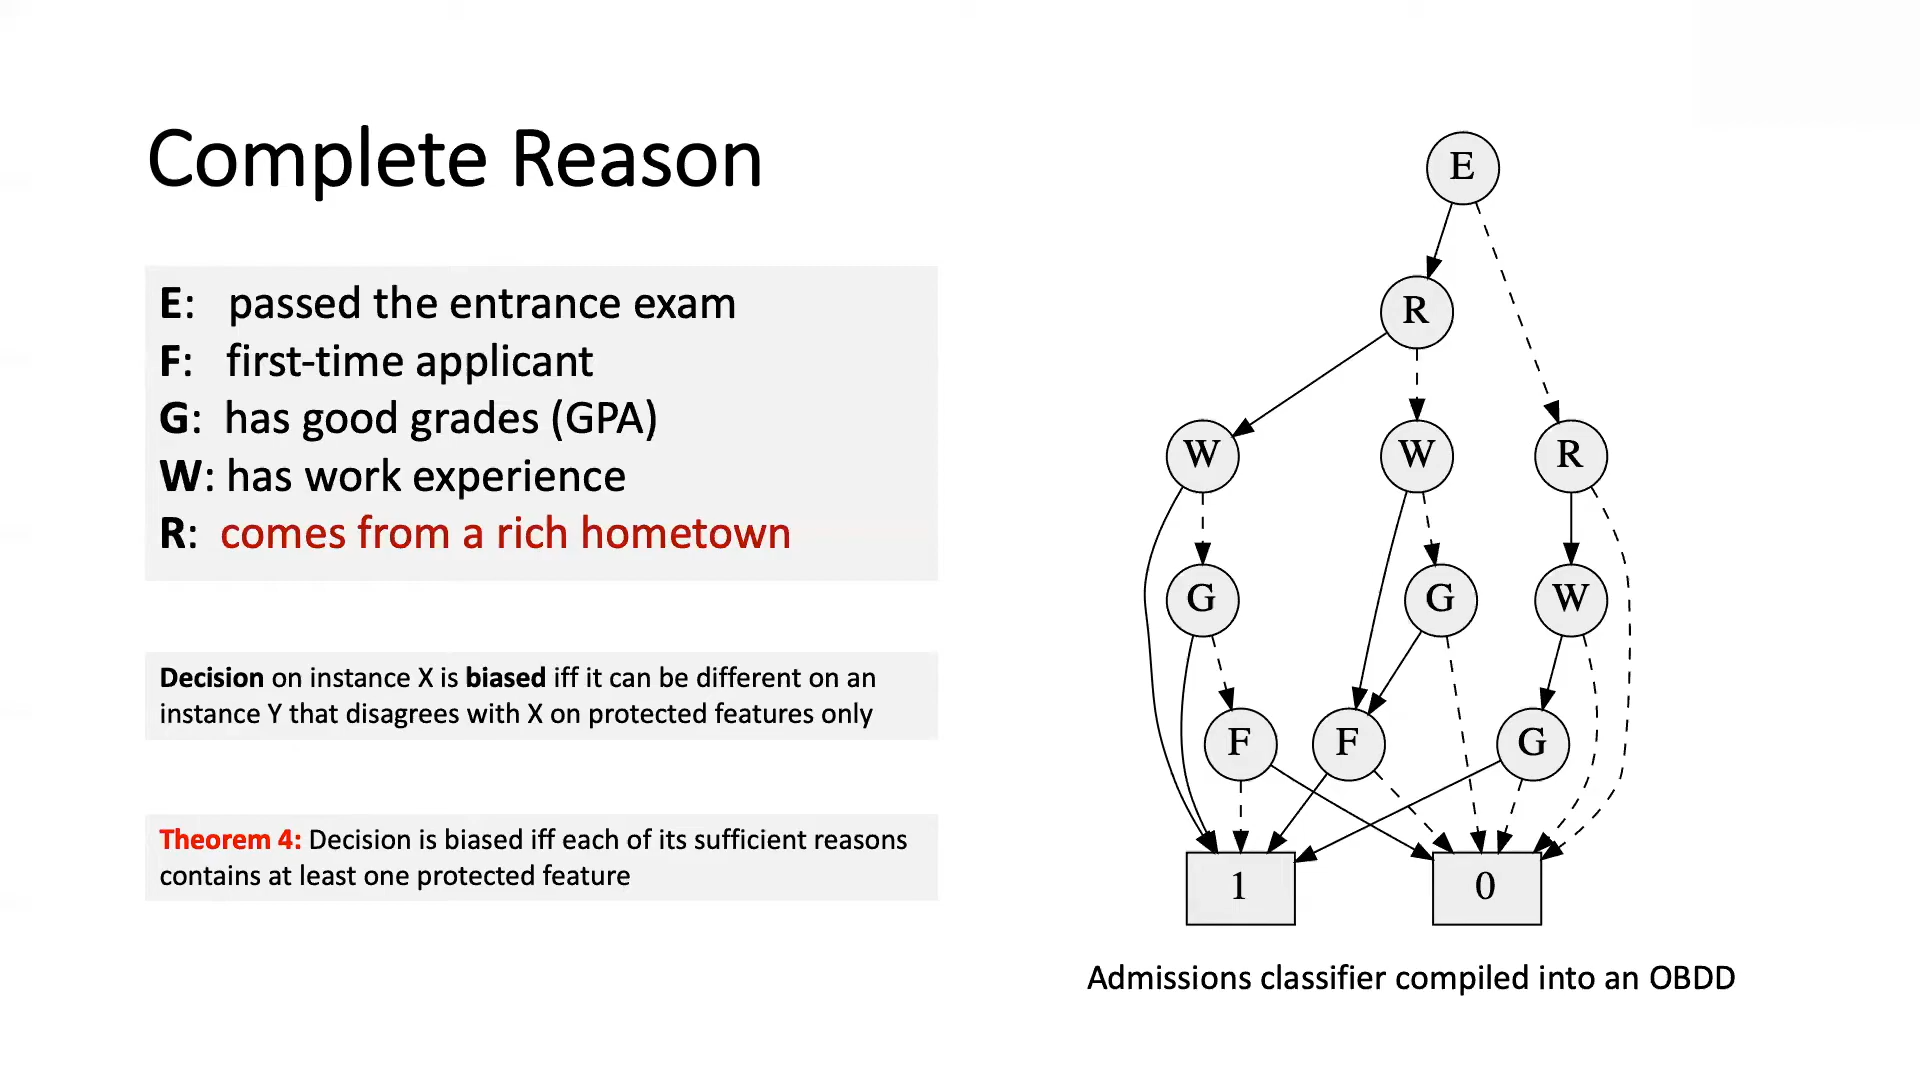 Complete Reason
E: passed the entrance exam
F: first-time applicant
G: has good grades (GPA)
W: has work experience
R: comes from a rich hometown
Decision on instance X is biased iff it can be different on an
instance Y that disagrees with X on protected features only
Theorem 4: Decision is biased iff each of its sufficient reasons
contains at least one protected feature
E
R
W
W
R
G
G
W
F
F
G
1
0
Admissions classifier compiled into an OBDD